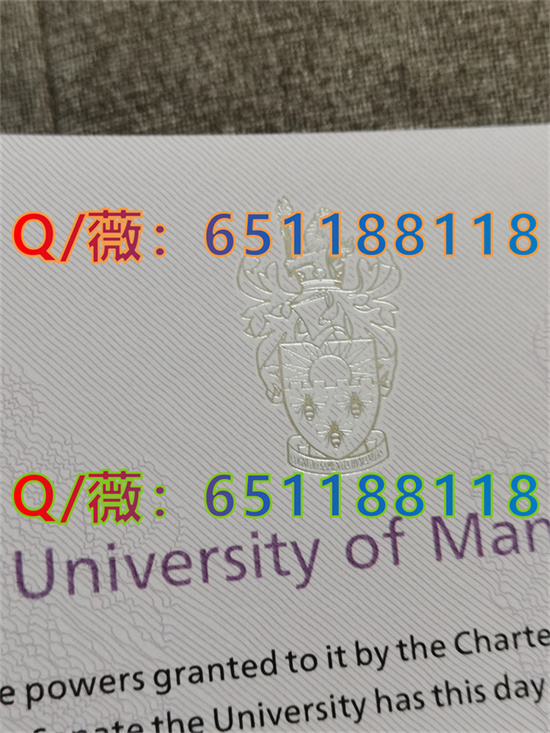 Q/薇：651188118
Q/薇：651188118
University of Man
e powers granted to it by the Charte
the University has this day